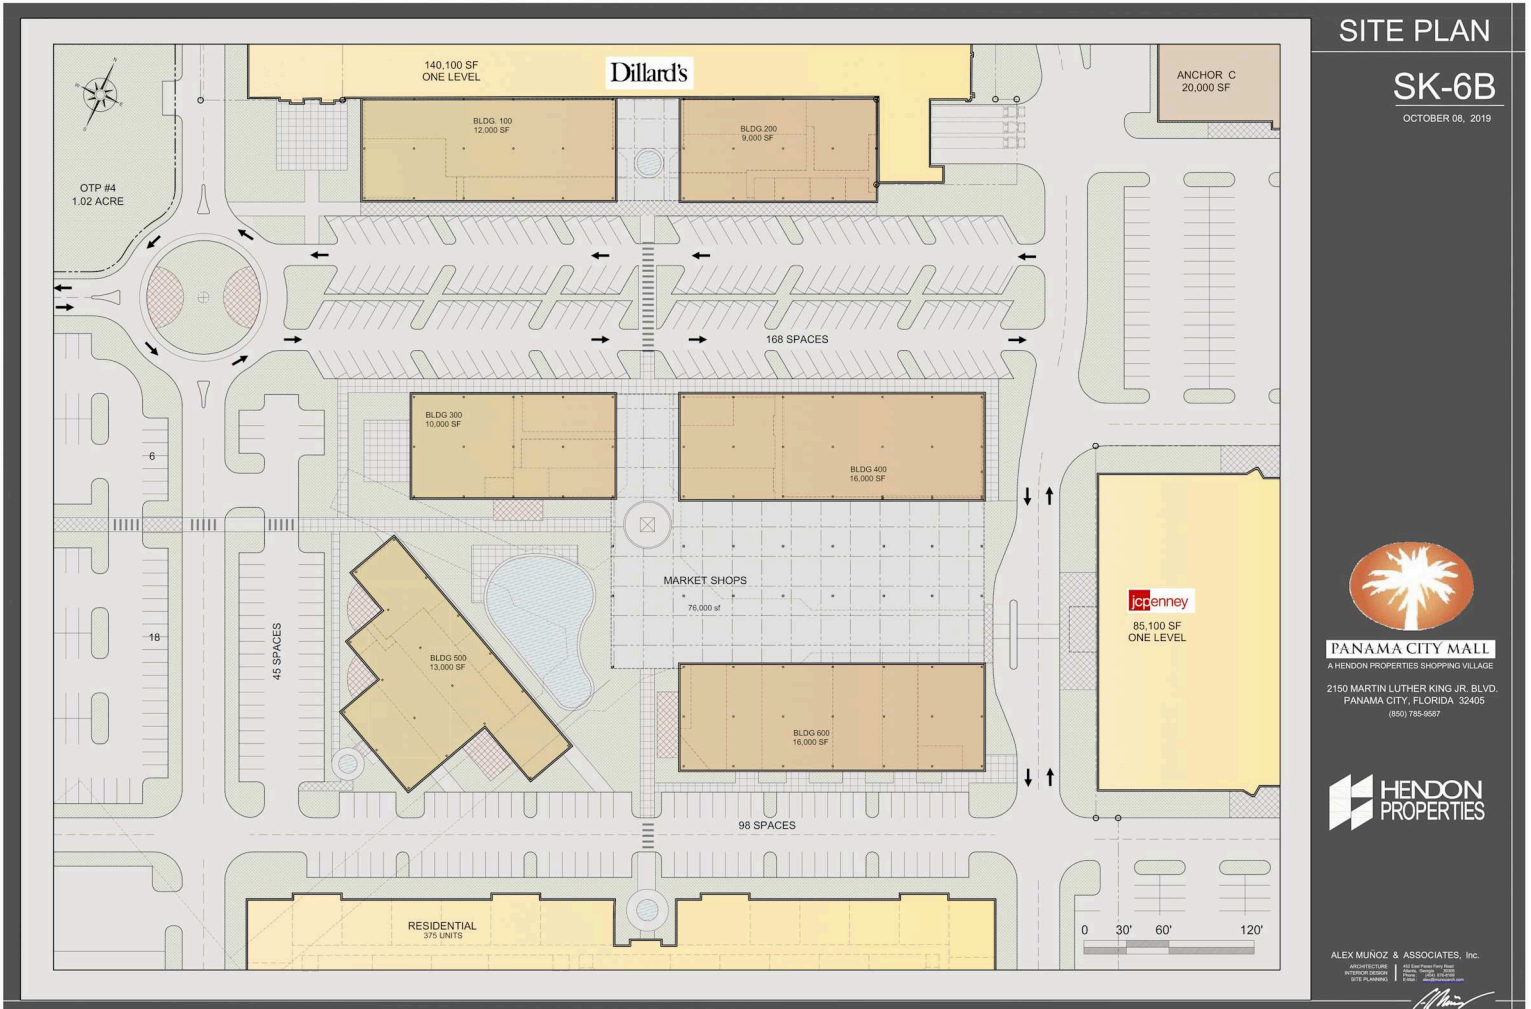 SITE PLAN
SK-6B
OCTOBER 08, 2019
140,100 SF
ONE LEVEL
Dillard's
ANCHOR C
20,000 SF
BLDG. 100
12,000 SF
BLDG.200
9,000 SF
OTP #4
1.02 ACRE
168 SPACES
BLDG 300
10,000 SF
BLDG 400
16,000 SF
6
MARKET SHOPS
76,000 sf
jcpenney
85,100 SF
ONE LEVEL
18
45 SPACES
BLDG 500
13,000 SF
BLDG 600
16,000 SF
98 SPACES
RESIDENTIAL
375 UNITS
0 30' 60' 120'
PANAMA CITY MALL
A HENDON PROPERTIES SHOPPING VILLAGE
2150 MARTIN LUTHER KING JR. BLVD.
PANAMA CITY, FLORIDA 32405
(850) 785-9587
HENDON
PROPERTIES
ALEX MUÑOZ & ASSOCIATES, Inc.
ARCHITECTURE
INTERIOR DESIGN
SITE PLANNING